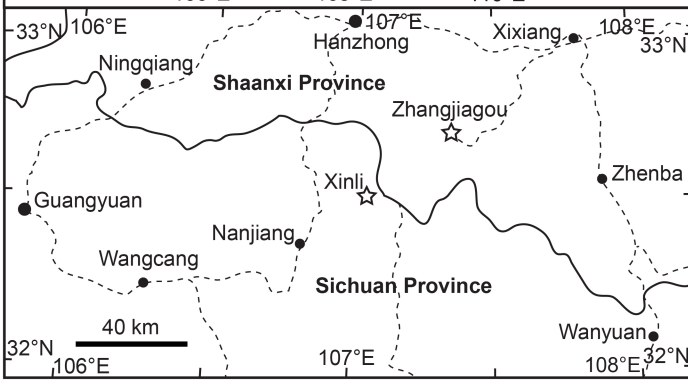 33°N
106°E
107°E
Hanzhong
Xixiang
108°E
33°N
Ningqiang
Shaanxi Province
Zhangjiagou
Xinli
Zhenba
Guangyuan
Nanjiang
Wangcang
Sichuan Province
40 km
Wanyuan
32°N
106°E
107°E
108°E
32°N